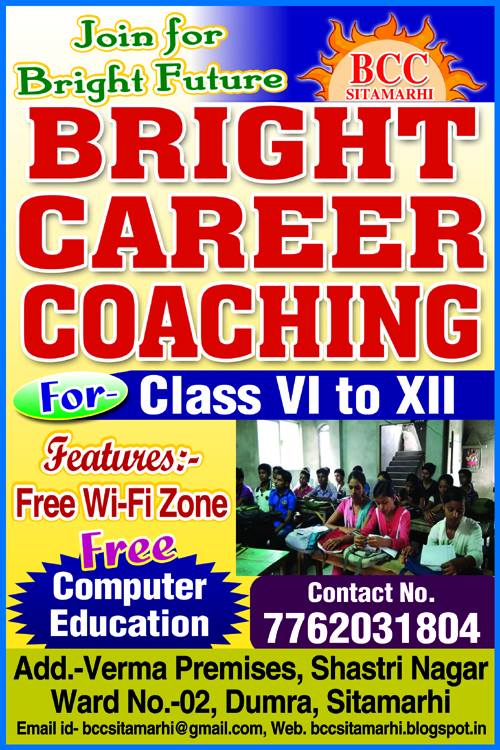 Join for
Bright Future
BCC
SITAMARHI
BRIGHT
CAREER
COACHING
For- Class VI to XII
Features:-
Free Wi-Fi Zone
Free
Computer
Education
Contact No.
7762031804
Add.-Verma Premises, Shastri Nagar
Ward No.-02, Dumra, Sitamarhi
Email id- bccsitamarhi@gmail.com, Web. bccsitamarhi.blogspot.in